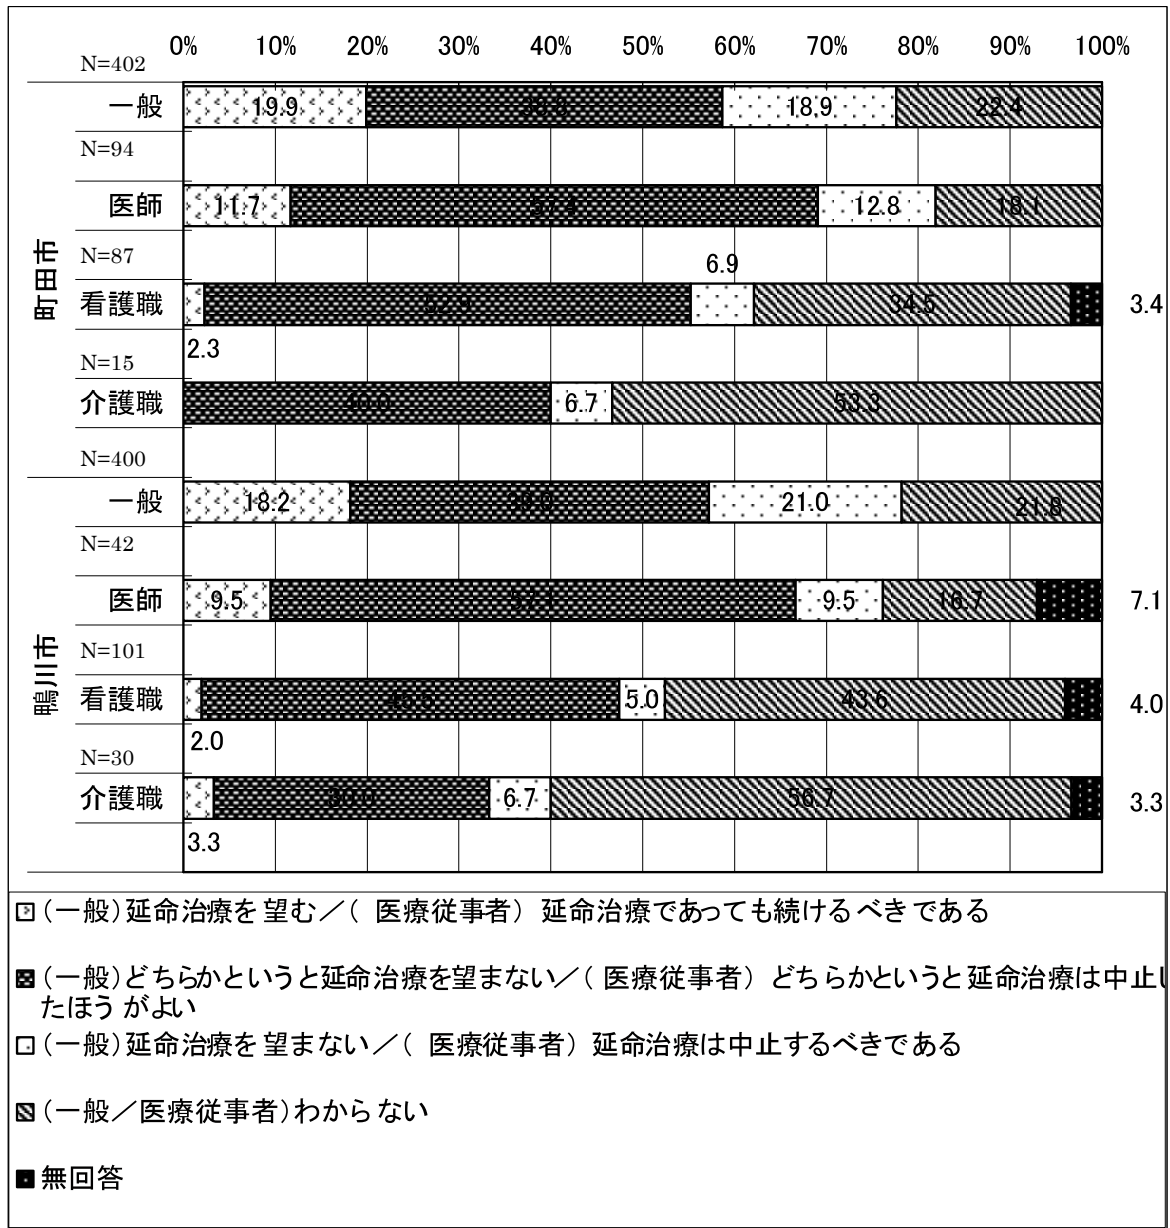 0% 10% 20% 30% 40% 50% 60% 70% 80% 90% 100%
N=402
町田市
一般 19.9 38.8 18.9 22.4
N=94
医師 11.7 57.4 12.8 18.1
N=87
6.9
看護職 52.9 34.5 3.4
2.3
N=15
介護職 40.0 6.7 53.3
N=400
鴨川市
一般 18.2 39.0 21.0 21.8
N=42
医師 9.5 57.1 9.5 16.7 7.1
N=101
看護職 45.5 5.0 43.6 4.0
2.0
N=30
介護職 30.0 6.7 56.7 3.3
3.3
(一般)延命治療を望む/(医療従事者)延命治療であっても続けるべきである
(一般)どちらかというと延命治療を望まない/(医療従事者)どちらかというと延命治療は中止し
たほうがよい
(一般)延命治療を望まない/(医療従事者)延命治療は中止するべきである
(一般/医療従事者)わからない
無回答